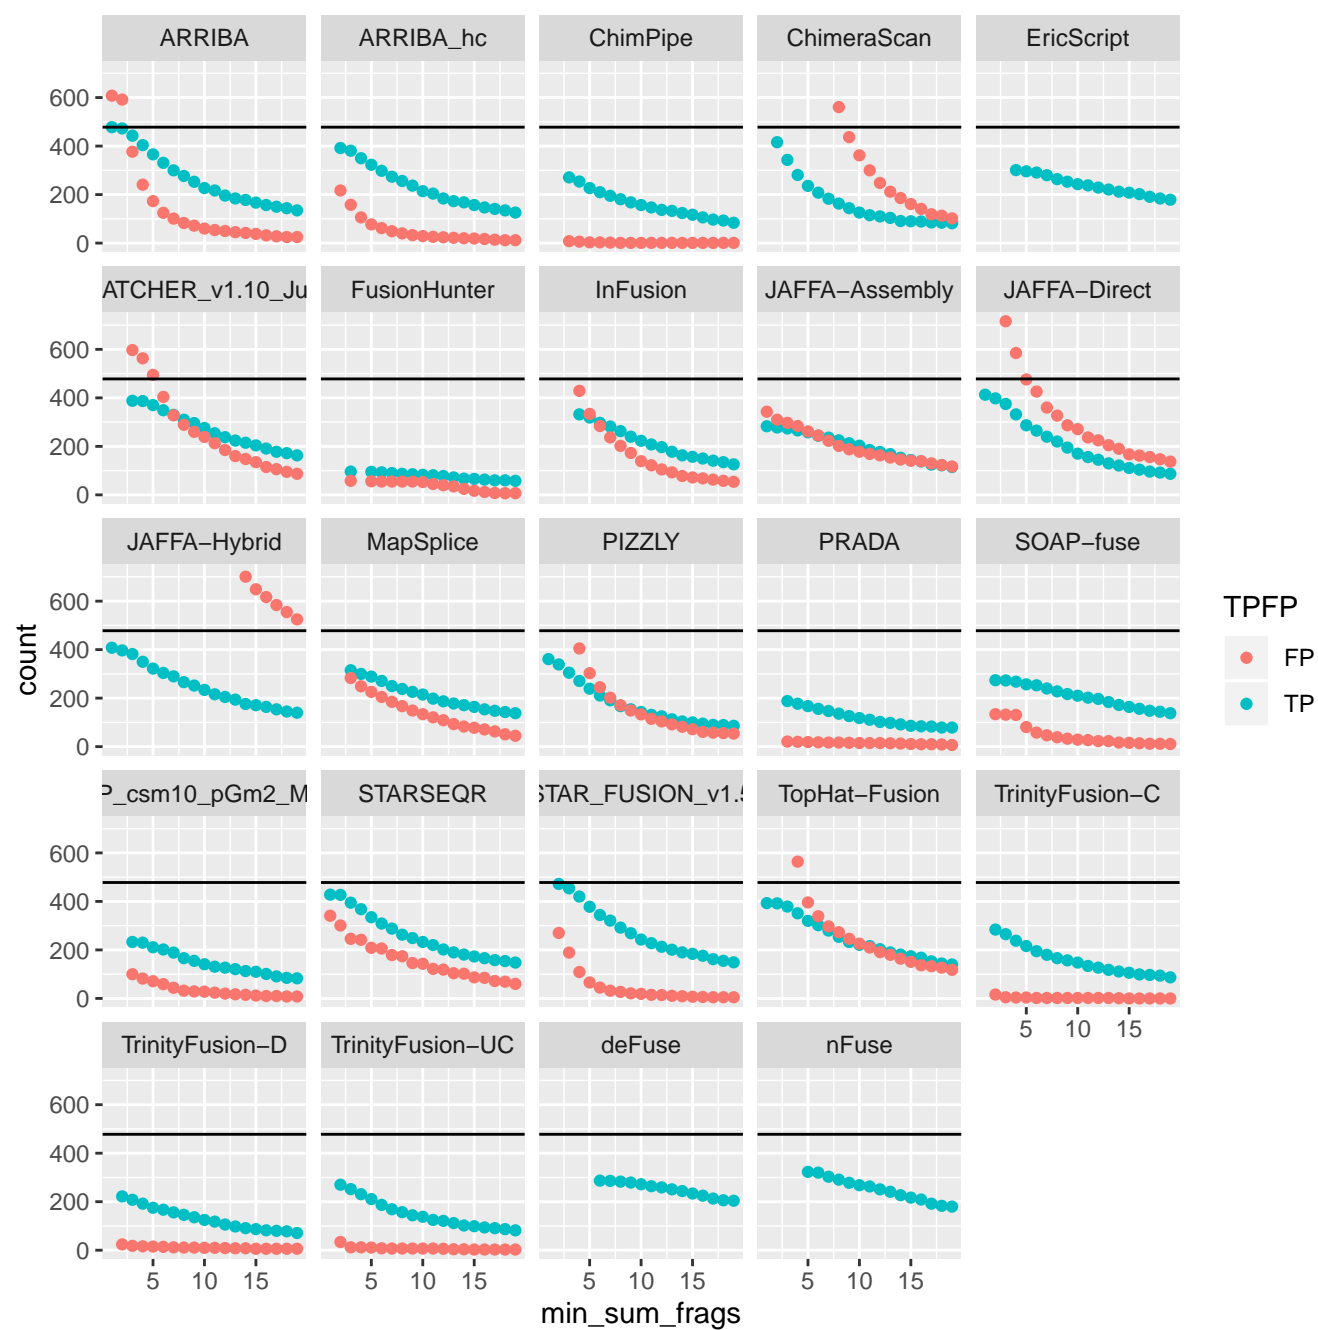 ARRIBA ARRIBA_hc ChimPipe ChimeraScan EricScript
600
400
200
0
ATCHER_v1.10_Ju FusionHunter InFusion JAFFA−Assembly JAFFA−Direct
600
400
200
0
JAFFA−Hybrid MapSplice PIZZLY PRADA SOAP−fuse
600
400
200
0
count
TPFP
FP
TP
P_csm10_pGm2_M STARSEQR STAR_FUSION_v1.5 TopHat−Fusion TrinityFusion−C
600
400
200
0
5 10 15
TrinityFusion−D TrinityFusion−UC deFuse nFuse
600
400
200
0
5 10 15 5 10 15 5 10 15 5 10 15
min_sum_frags